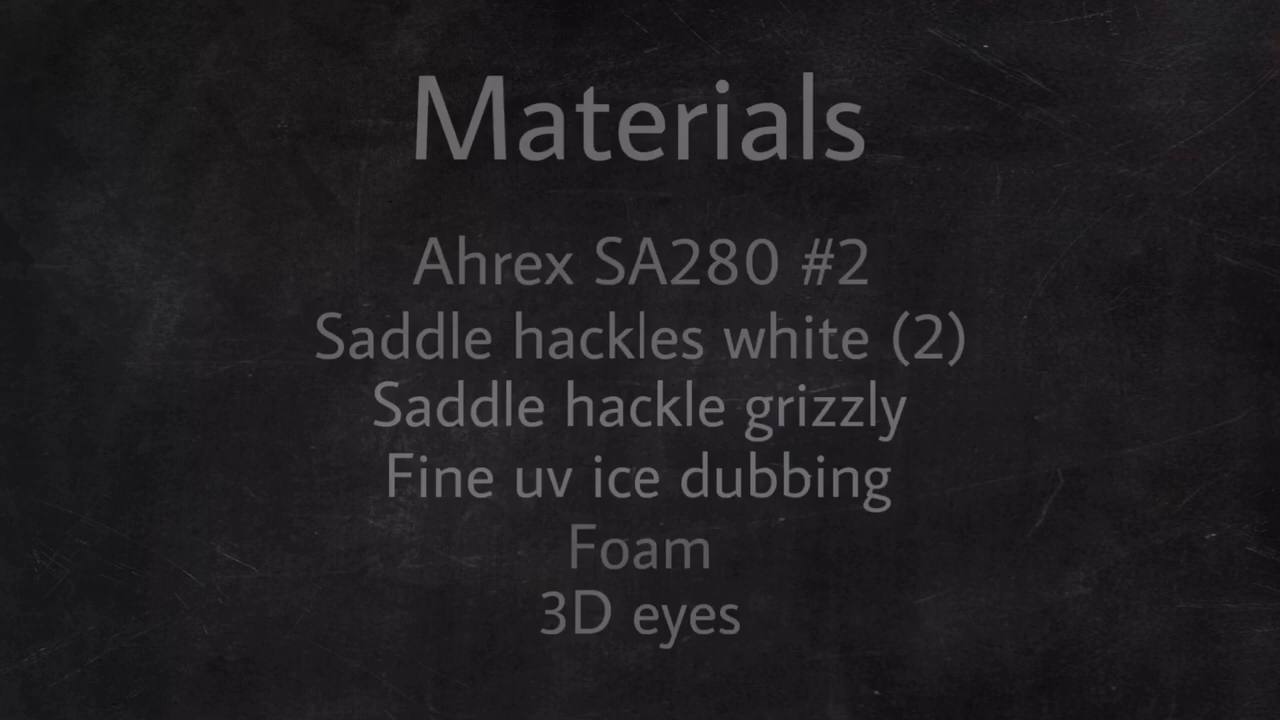 Materials
Ahrex SA280 #2
Saddle hackles white (2)
Saddle hackle grizzly
Fine uv ice dubbing
Foam
3D eyes